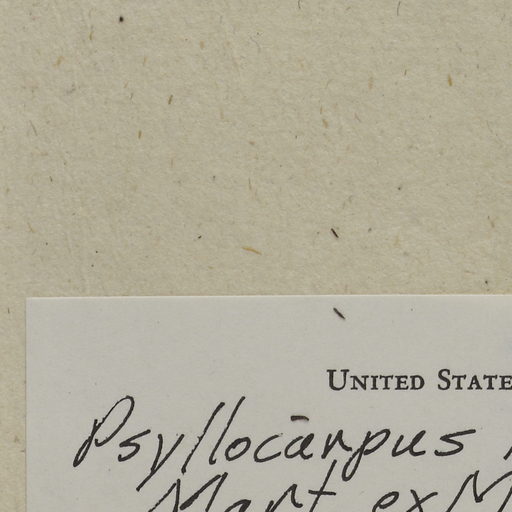 UNITED STATE
Psyllocarpus
Mart. ex M